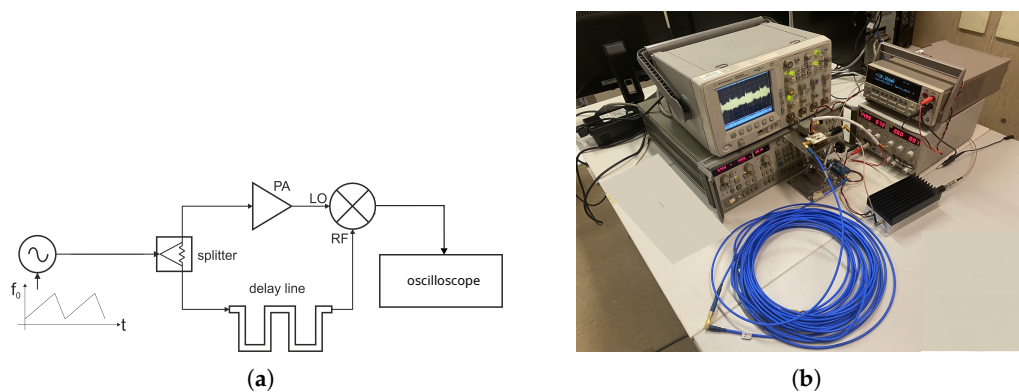 PA
LO
RF
splitter
delay line
oscilloscope
f0
t
(a)
(b)